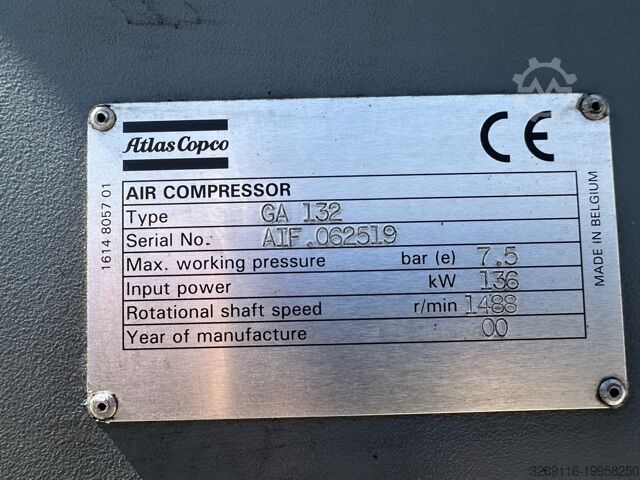 Atlas Copco
CE
AIR COMPRESSOR
Type GA 132
Serial No. AIF.062519
Max. working pressure bar (e) 7.5
Input power kW 136
Rotational shaft speed r/min 1488
Year of manufacture 00
1614 8057 01
MADE IN BELGIUM
3269116-19958250